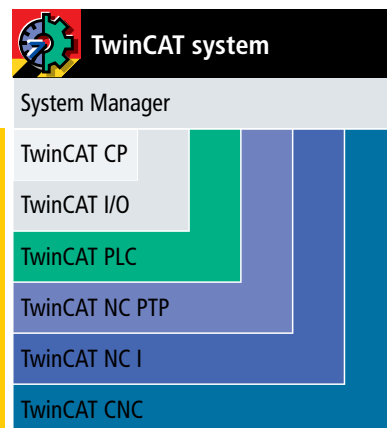 TwinCAT system
System Manager
TwinCAT CP
TwinCAT I/O
TwinCAT PLC
TwinCAT NC PTP
TwinCAT NC I
TwinCAT CNC